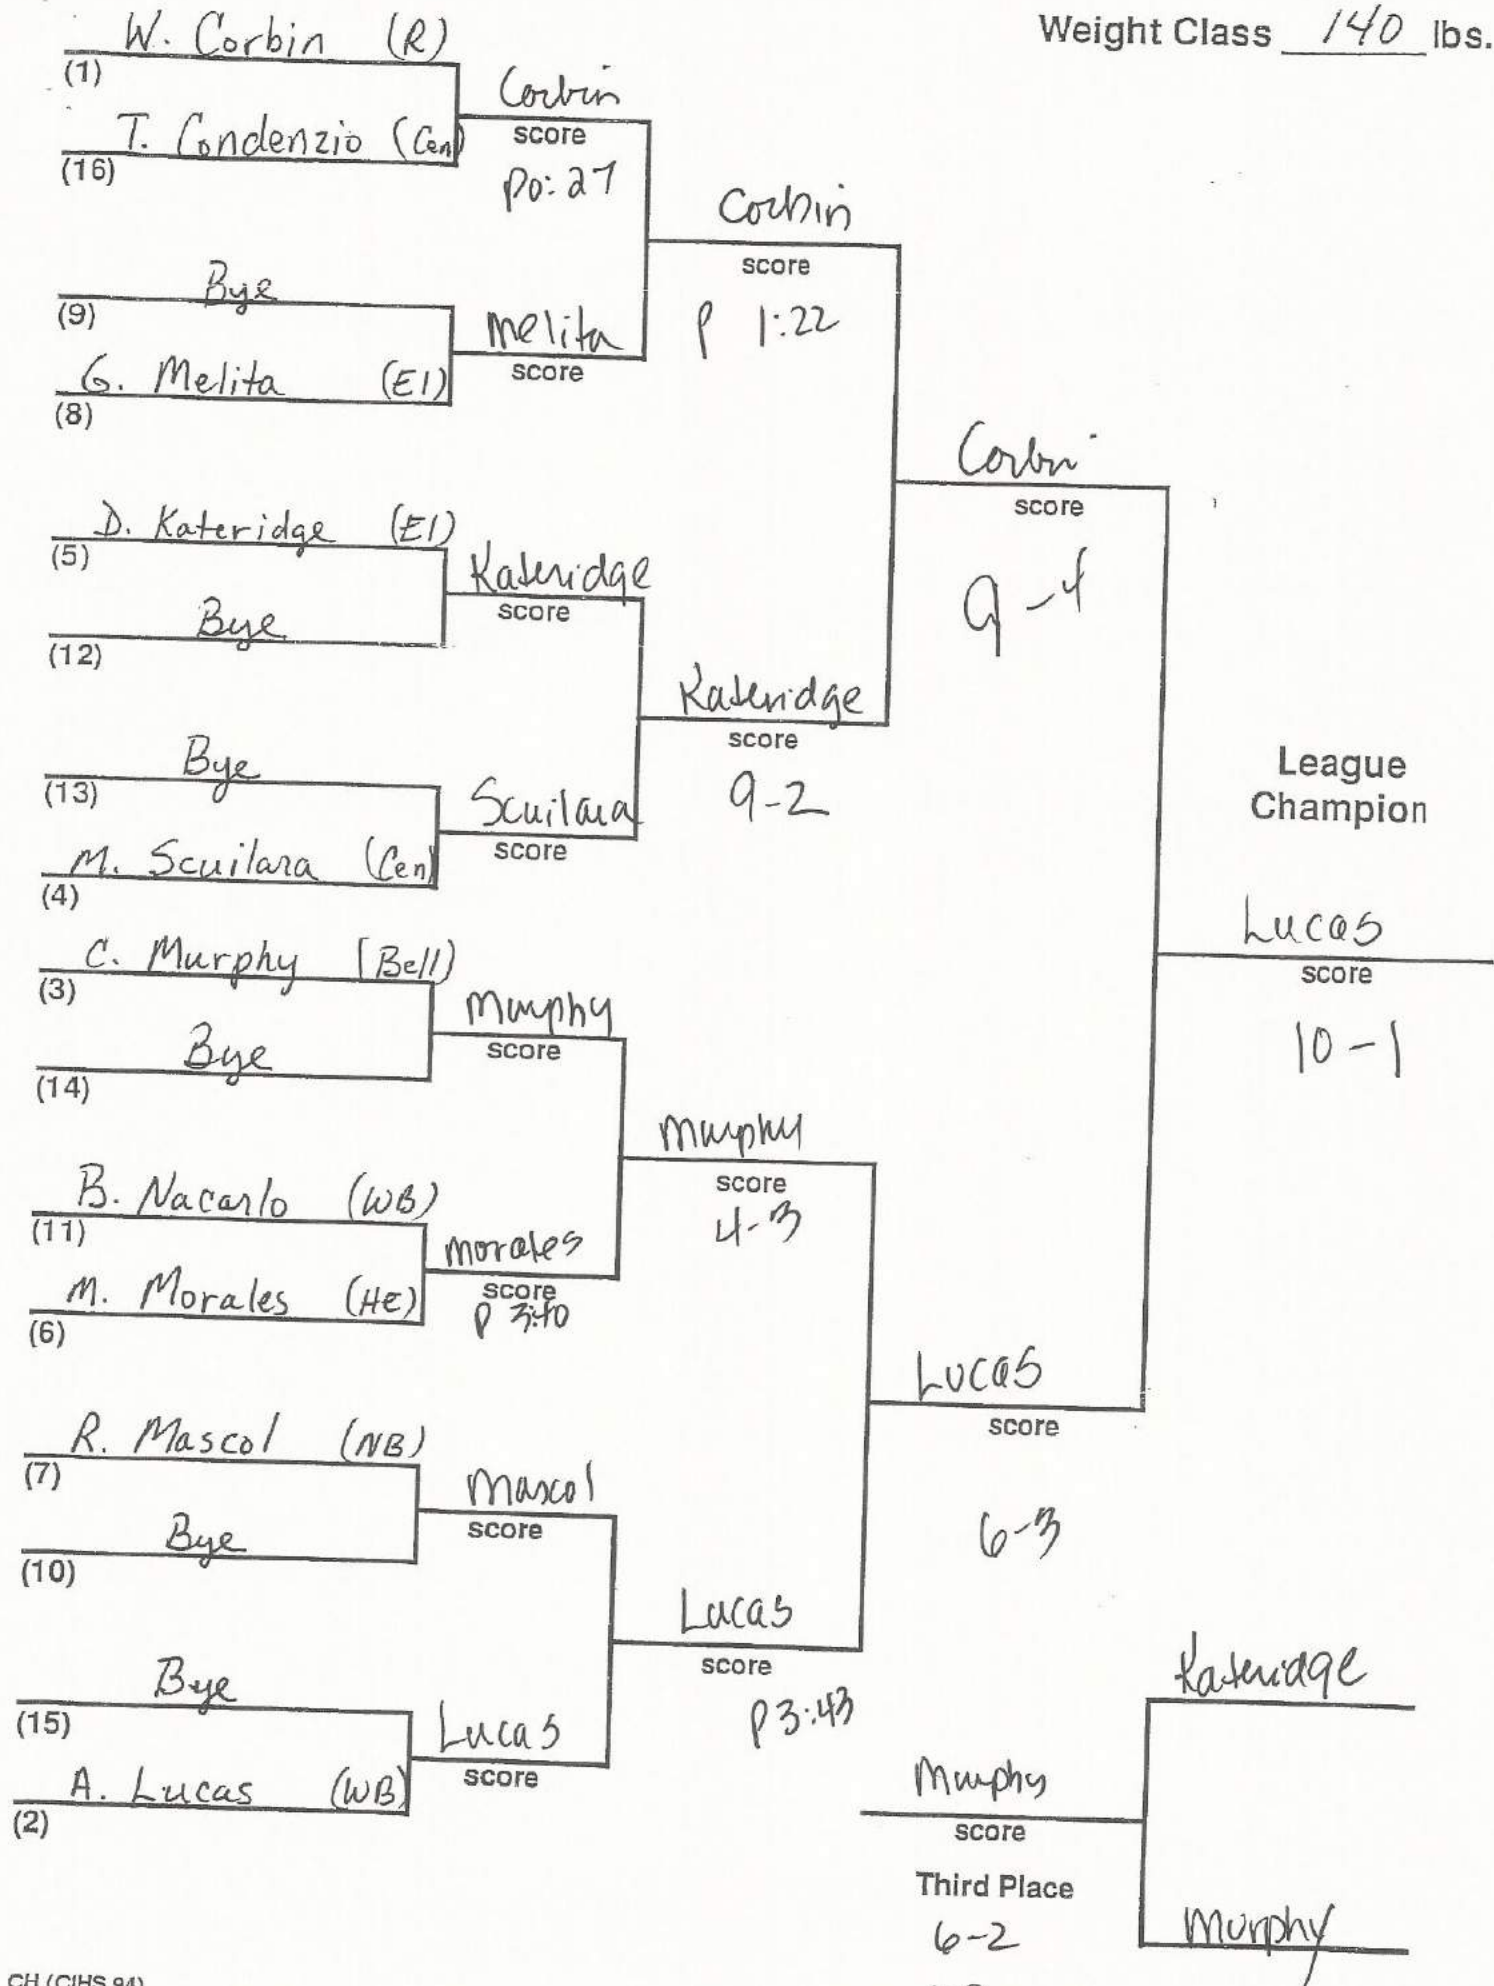 Weight Class 140 lbs.
W. Corbin (R)
(1)
Corbin
score
T. Condenzio (Cen)
(16)
po:27
Corbin
score
Bye
(9)
Melita
score
p 1:22
G. Melita (EI)
(8)
Corbin
score
D. Kateridge (EI)
(5)
Kateridge
score
9-4
Bye
(12)
Kateridge
score
Bye
(13)
Scuilara
score
9-2
League
Champion
M. Scuilara (Cen)
(4)
Lucas
score
C. Murphy (Bell)
(3)
Murphy
score
10-1
Bye
(14)
Murphy
score
4-3
B. Nacarlo (WB)
(11)
Morales
score
p 3:40
M. Morales (HE)
(6)
Lucas
score
R. Mascol (NB)
(7)
Mascol
score
6-3
Bye
(10)
Lucas
score
Bye
(15)
Lucas
score
p3:43
Kateridge
A. Lucas (WB)
(2)
Murphy
score
Third Place
6-2
Murphy
CH (CIHS 94)